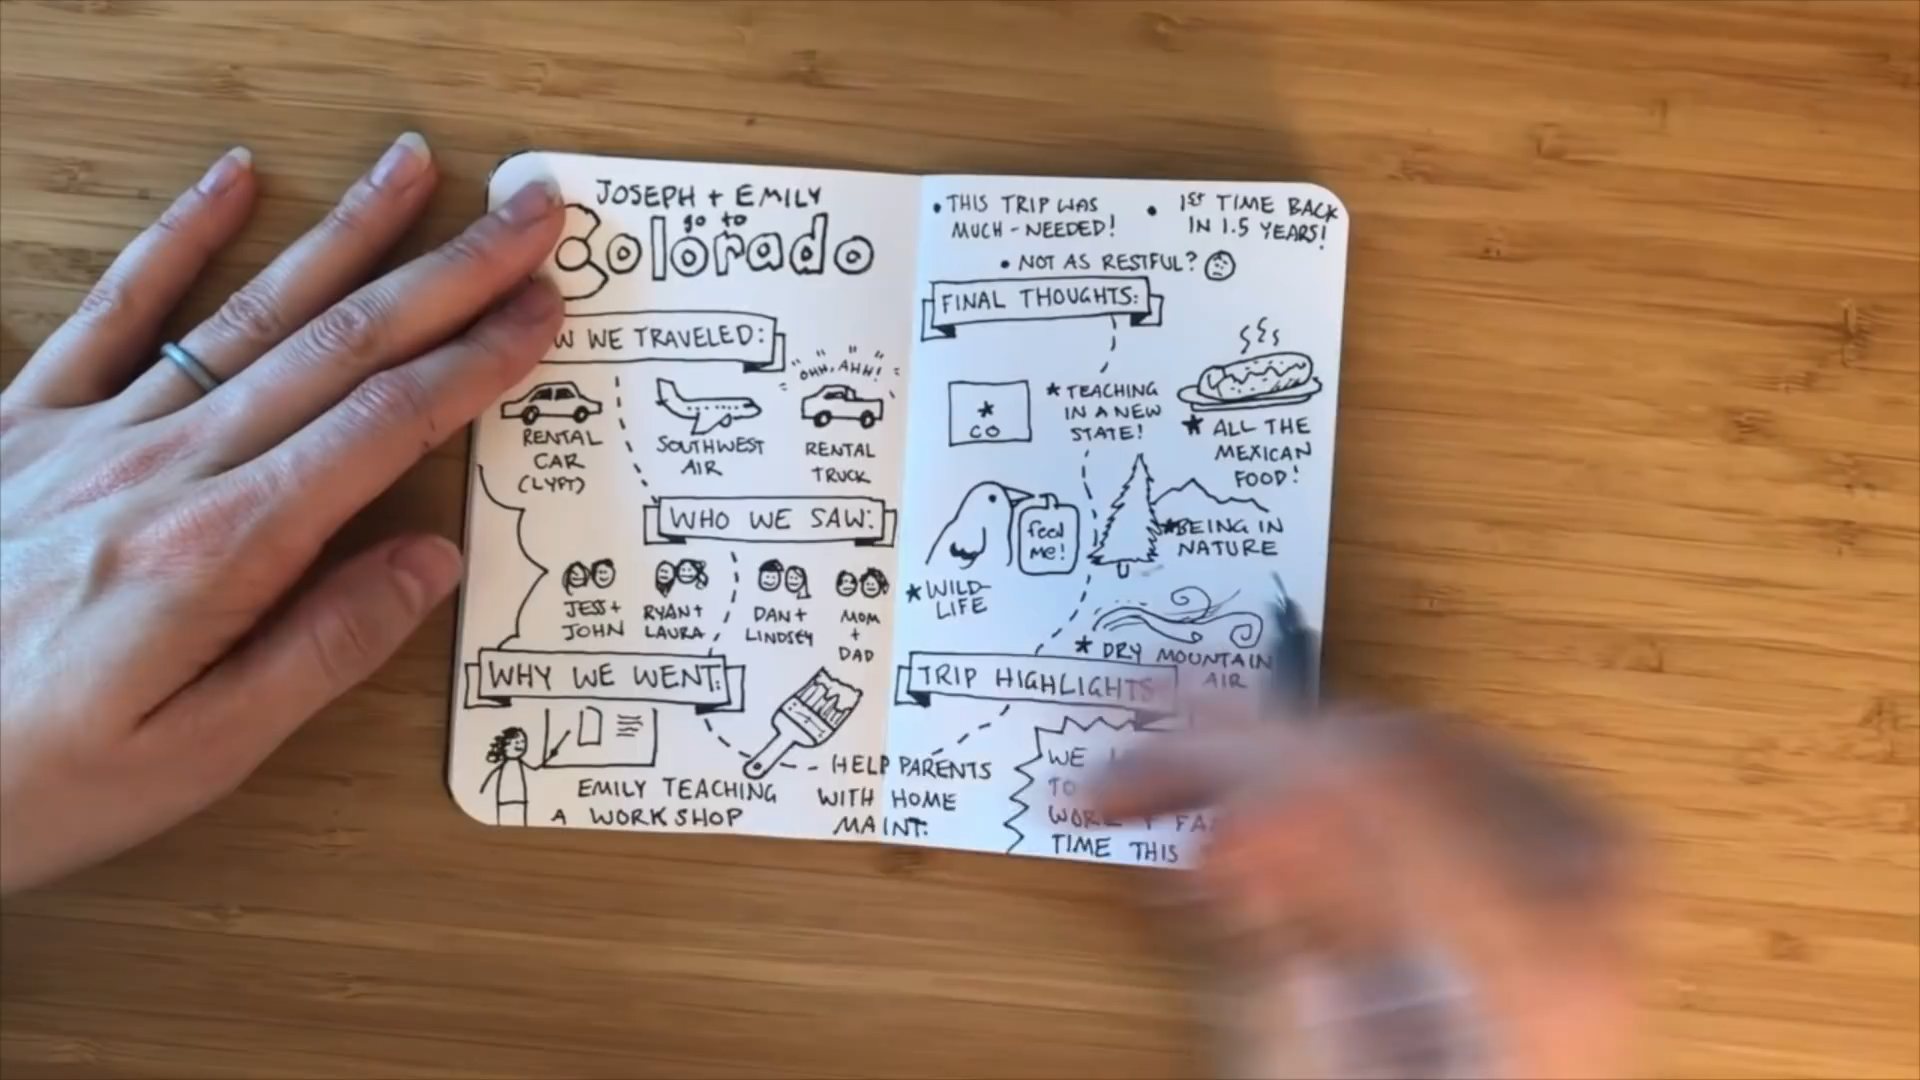 JOSEPH + EMILY
go to
Colorado
W WE TRAVELED:
RENTAL
CAR
(LYPT)
SOUTHWEST
AIR
OHH, AHH!
RENTAL
TRUCK
WHO WE SAW:
JESS +
JOHN
RYAN +
LAURA
DAN +
LINDSEY
MOM
+
DAD
WHY WE WENT:
EMILY TEACHING
A WORKSHOP
HELP PARENTS
WITH HOME
MAINT.
• THIS TRIP WAS
MUCH-NEEDED!
• 1ST TIME BACK
IN 1.5 YEARS!
• NOT AS RESTFUL?
FINAL THOUGHTS:
CO
* TEACHING
IN A NEW
STATE!
* ALL THE
MEXICAN
FOOD!
feed
me!
* WILD-
LIFE
* BEING IN
NATURE
* DRY MOUNTAIN
AIR
TRIP HIGHLIGHTS
WE
TO
WORK +
TIME THIS